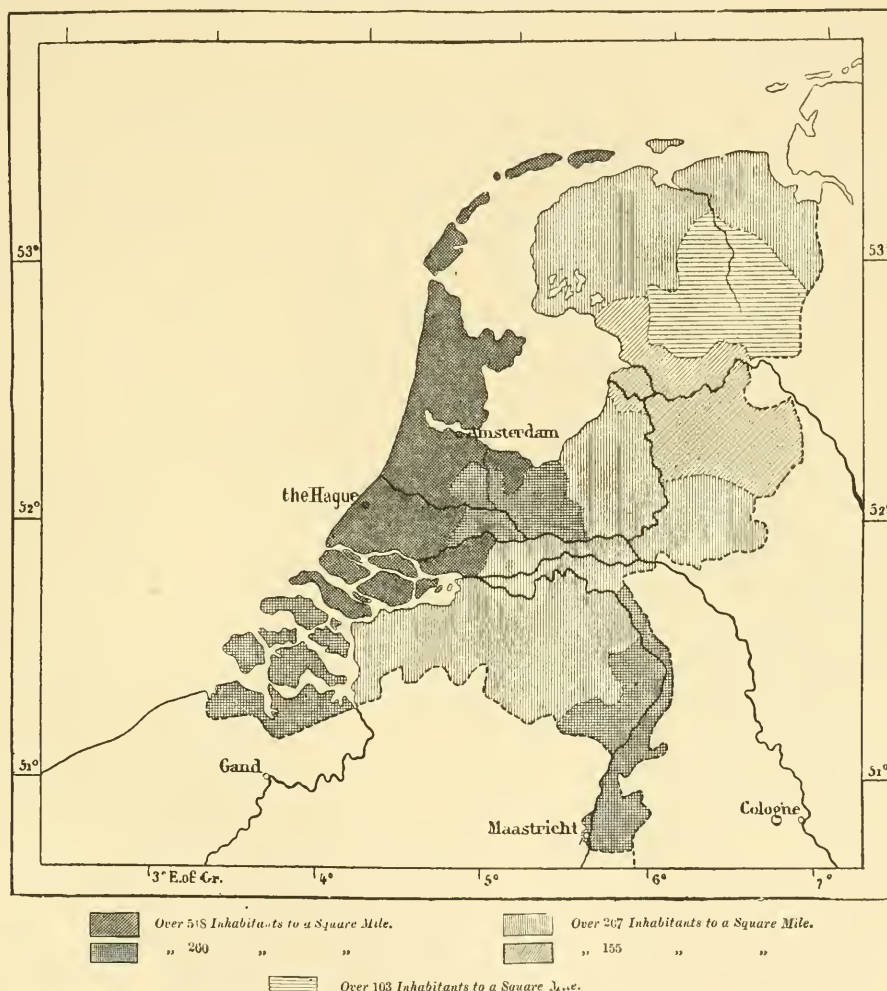 53° 53°
Amsterdam
the Hague
52° 52°
51° 51°
Gand
Maastricht
Cologne
3° E. of Gr. 4° 5° 6° 7°
Over 518 Inhabitants to a Square Mile. Over 267 Inhabitants to a Square Mile.
„ 260 „ „ „ 155 „ „
Over 103 Inhabitants to a Square Mile.